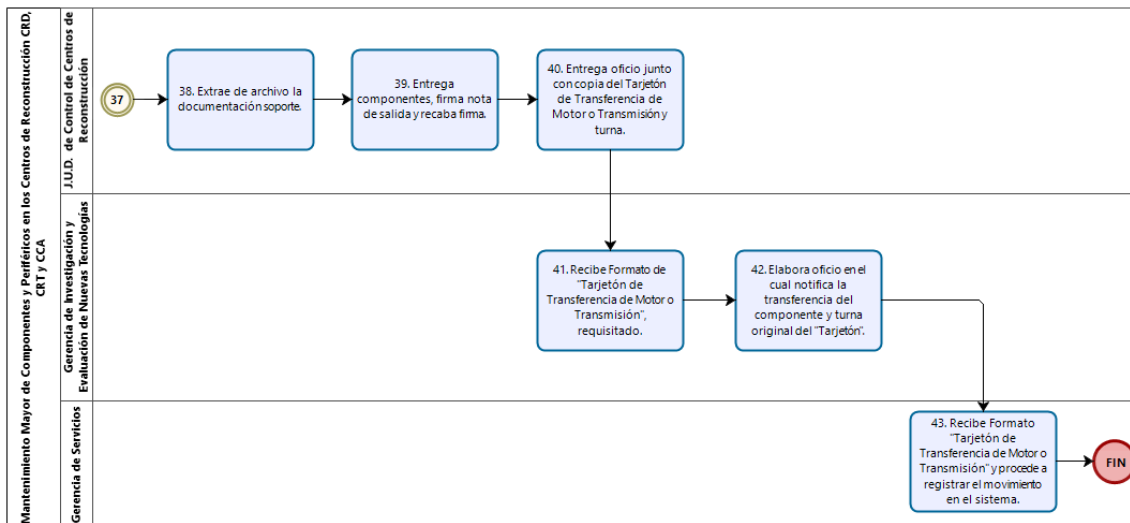 Mantenimiento Mayor de Componentes y Periféricos en los Centros de Reconstrucción CRD,
CRT y CCA
J.U.D. de Control de Centros de
Reconstrucción
37
38. Extrae de archivo la
documentación soporte.
39. Entrega
componentes, firma nota
de salida y recaba firma.
40. Entrega oficio junto
con copia del Tarjetón
de Transferencia de
Motor o Transmisión y
turna.
Gerencia de Investigación y
Evaluación de Nuevas Tecnologías
41. Recibe Formato de
"Tarjetón de
Transferencia de Motor o
Transmisión",
requisitado.
42. Elabora oficio en el
cual notifica la
transferencia del
componente y turna
original del "Tarjetón".
Gerencia de Servicios
43. Recibe Formato
"Tarjetón de
Transferencia de Motor o
Transmisión" y procede a
registrar el movimiento
en el sistema.
FIN